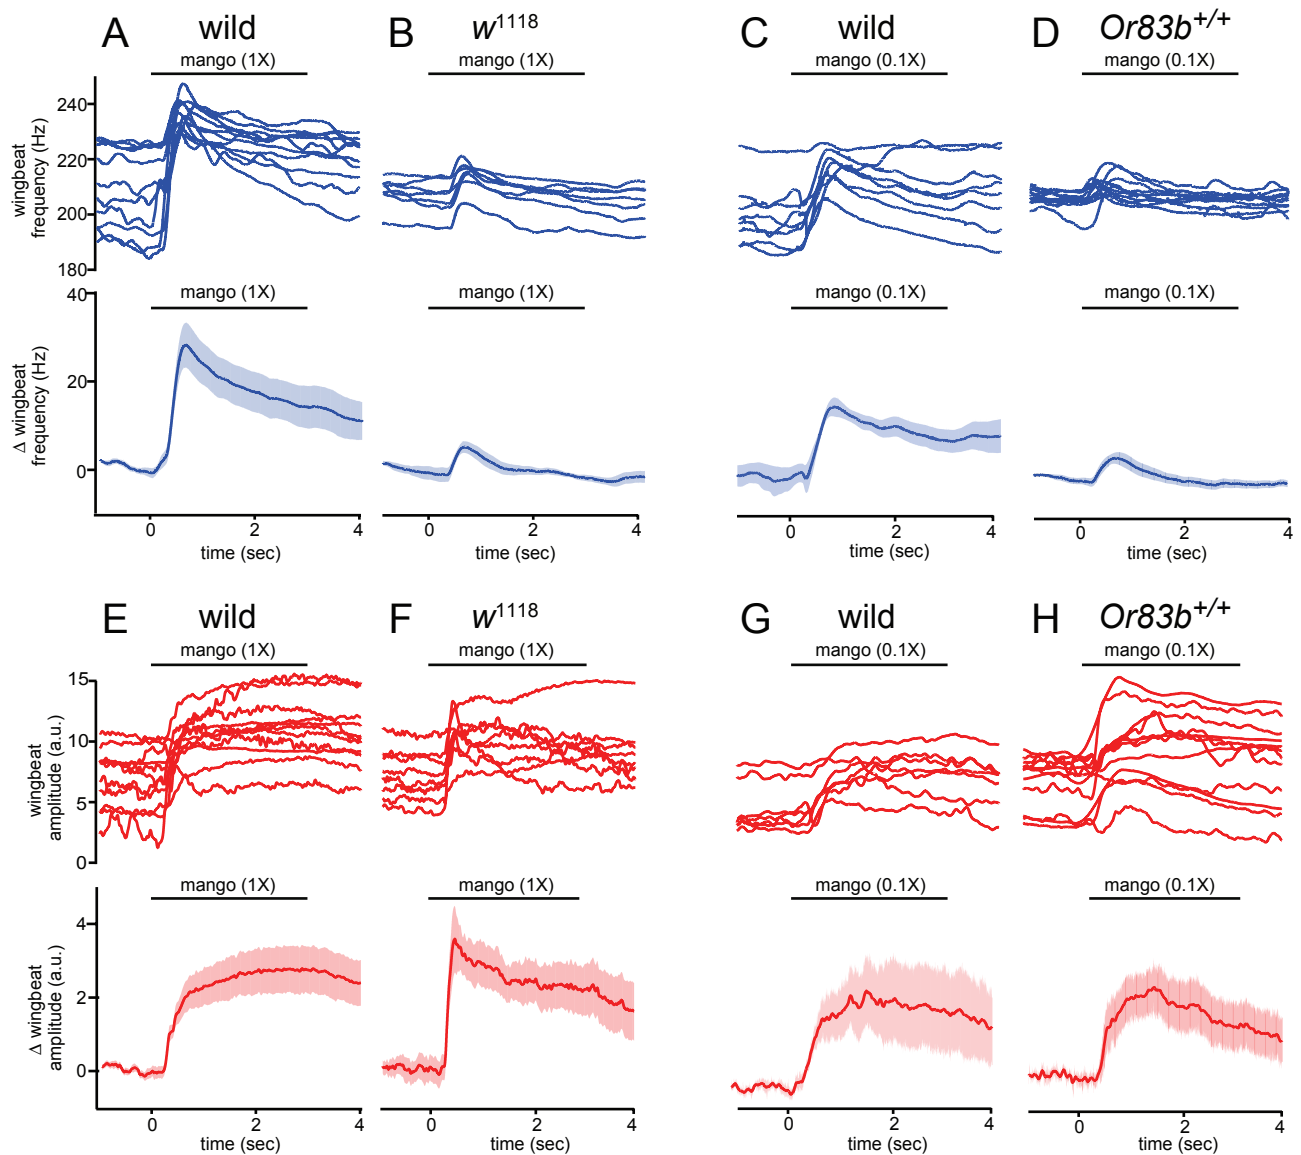 A wild B w1118 C wild D Or83b+/+
mango (1X) mango (1X) mango (0.1X) mango (0.1X)
240
220
200
180
wingbeat
frequency (Hz)
mango (1X) mango (1X) mango (0.1X) mango (0.1X)
40
20
0
Δ wingbeat
frequency (Hz)
0 2 4 0 2 4 0 2 4 0 2 4
time (sec) time (sec) time (sec) time (sec)
E wild F w1118 G wild H Or83b+/+
mango (1X) mango (1X) mango (0.1X) mango (0.1X)
15
10
5
0
wingbeat
amplitude (a.u.)
mango (1X) mango (1X) mango (0.1X) mango (0.1X)
4
2
0
Δ wingbeat
amplitude (a.u.)
0 2 4 0 2 4 0 2 4 0 2 4
time (sec) time (sec) time (sec) time (sec)